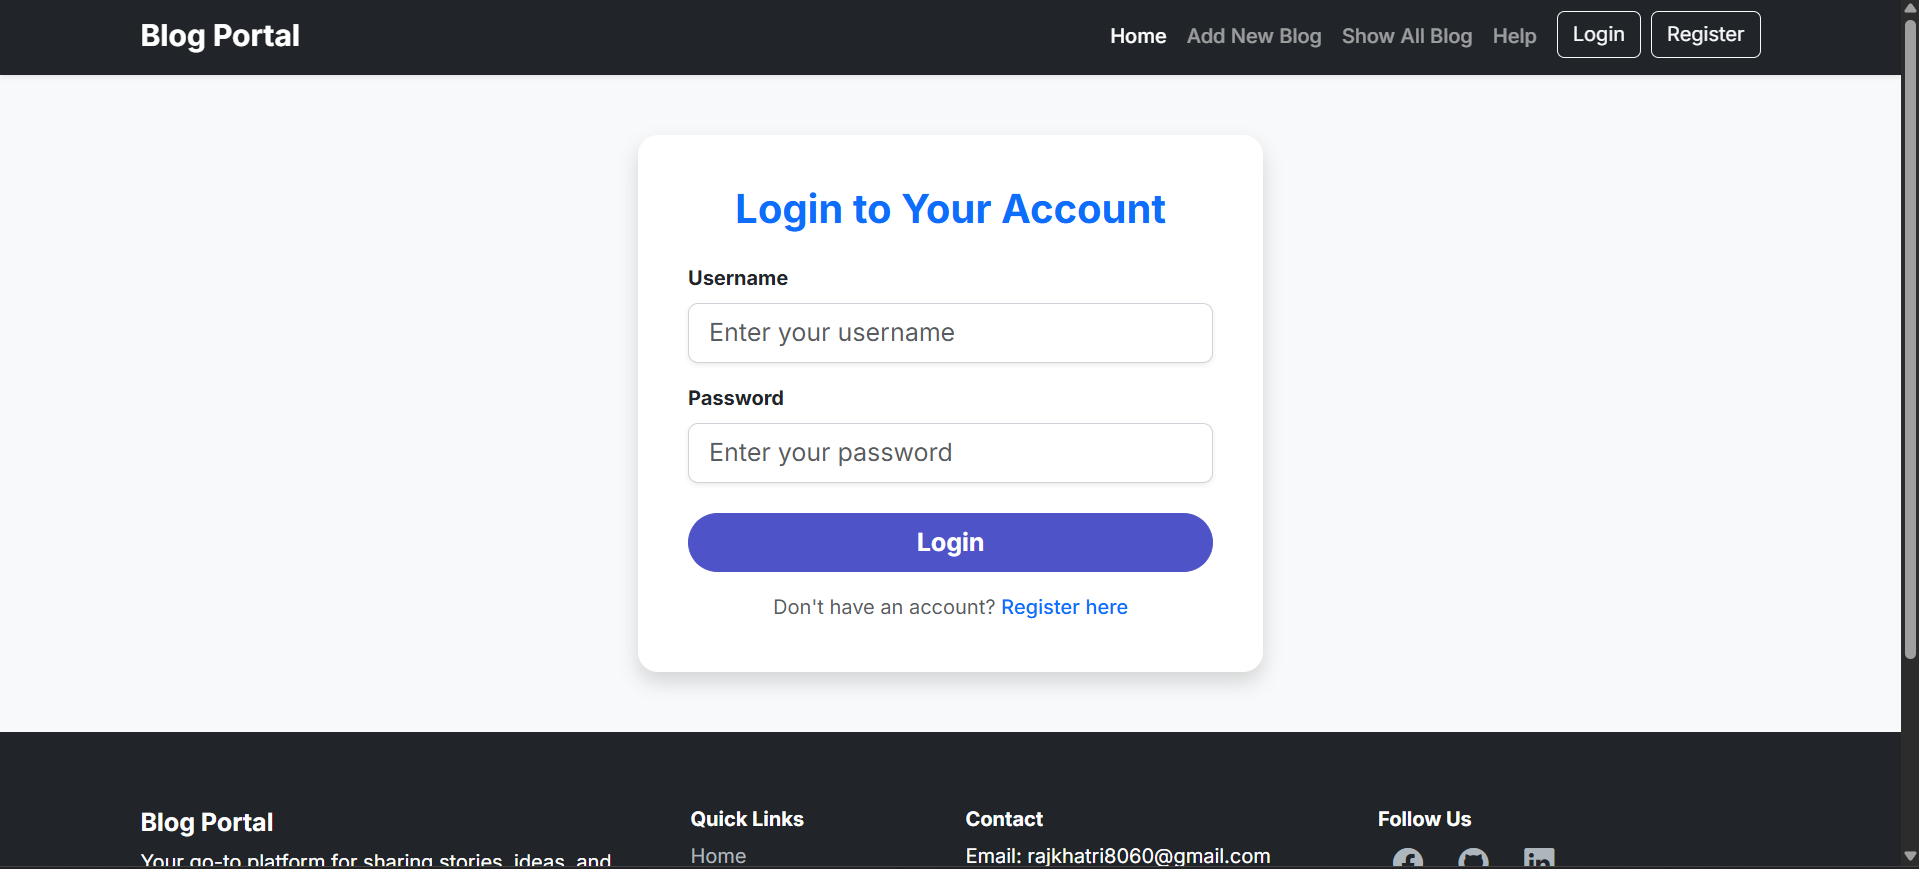 Blog Portal
Home Add New Blog Show All Blog Help Login Register
Login to Your Account
Username
Enter your username
Password
Enter your password
Login
Don't have an account? Register here
Blog Portal
Your go-to platform for sharing stories, ideas, and
Quick Links
Home
Contact
Email: rajkhatri8060@gmail.com
Follow Us
in